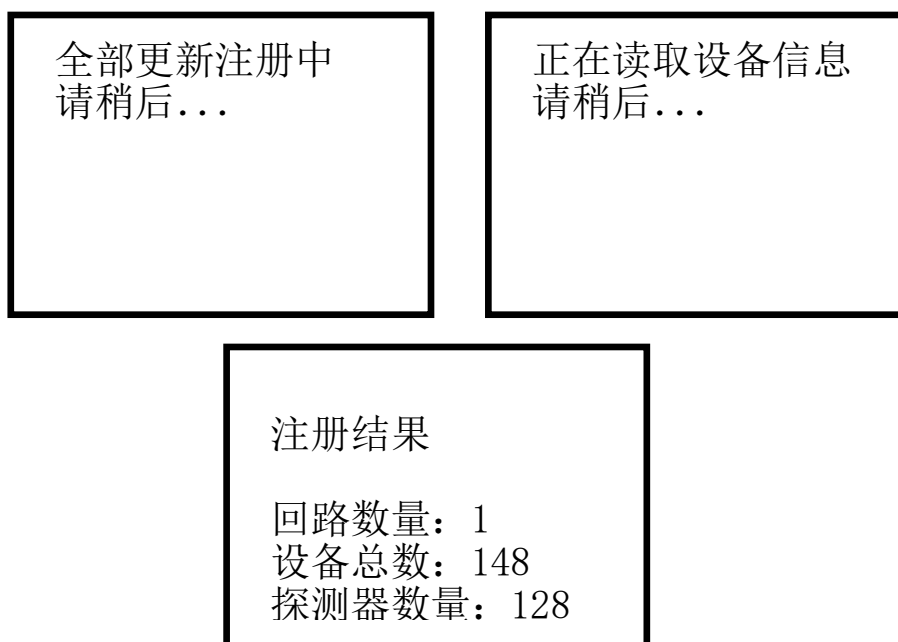 全部更新注册中
请稍后...
正在读取设备信息
请稍后...
注册结果
回路数量：1
设备总数：148
探测器数量：128